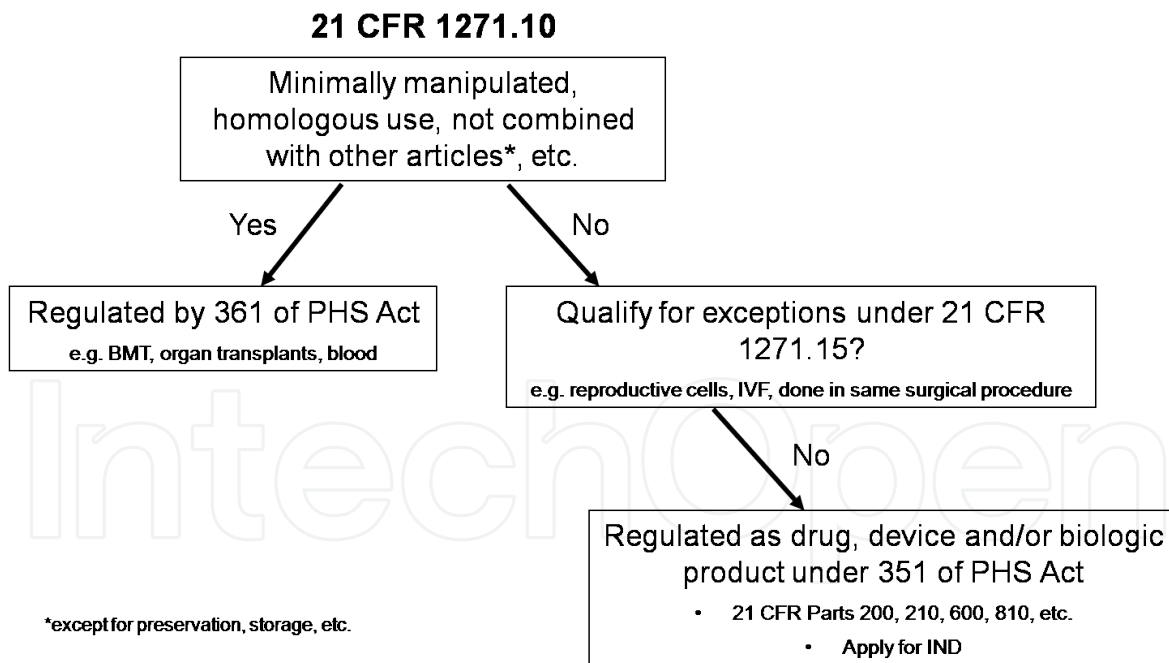 21 CFR 1271.10
Minimally manipulated,
homologous use, not combined
with other articles*, etc.
Yes
No
Regulated by 361 of PHS Act
e.g. BMT, organ transplants, blood
Qualify for exceptions under 21 CFR
1271.15?
e.g. reproductive cells, IVF, done in same surgical procedure
IntechOpen
No
Regulated as drug, device and/or biologic
product under 351 of PHS Act
• 21 CFR Parts 200, 210, 600, 810, etc.
• Apply for IND
*except for preservation, storage, etc.